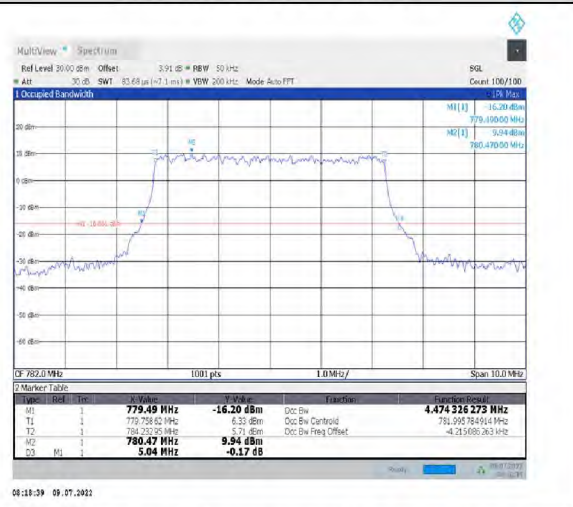 MultiView Spectrum
Ref Level 30.00 dBm Offset 3.91 dB RBW 50 kHz SGL
Att 30 dB SWT 83.68 µs (~7.1 ms) VBW 200 kHz Mode Auto FFT Count 100/100
1 Occupied Bandwidth 1Pk Max
M1[1] -16.20 dBm
779.49000 MHz
M2[1] 9.94 dBm
780.47000 MHz
20 dBm
10 dBm
0 dBm
-10 dBm
-20 dBm
-30 dBm
-40 dBm
-50 dBm
-60 dBm
M2
M1
CF 782.0 MHz 1001 pts 1.0 MHz/ Span 10.0 MHz
2 Marker Table
Type Ref Trc X-Value Y-Value Function Function Result
M1 1 779.49 MHz -16.20 dBm Occ Bw 4.474 326 273 MHz
T1 1 779.758 62 MHz 6.33 dBm Occ Bw Centroid 781.995 784 914 MHz
T2 1 784.232 95 MHz 5.71 dBm Occ Bw Freq Offset -4.215 086 263 kHz
M2 1 780.47 MHz 9.94 dBm
D3 M1 1 5.04 MHz -0.17 dB
Ready
08:18:39 09.07.2022